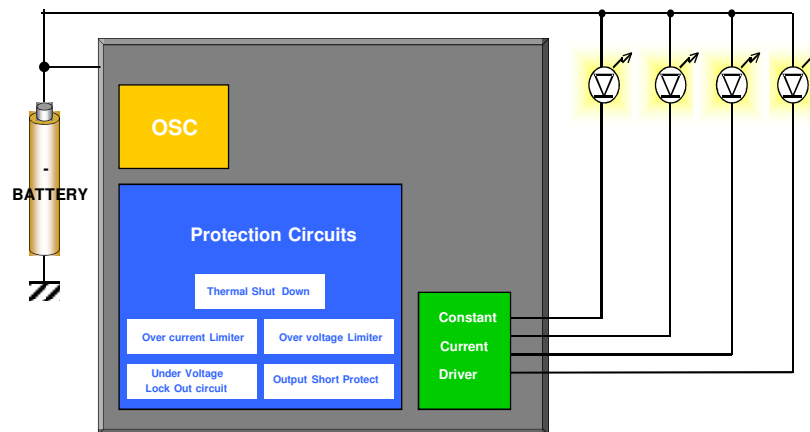 OSC
-
BATTERY
Protection Circuits
Thermal Shut Down
Over current Limiter
Over voltage Limiter
Under Voltage
Lock Out circuit
Output Short Protect
Constant
Current
Driver